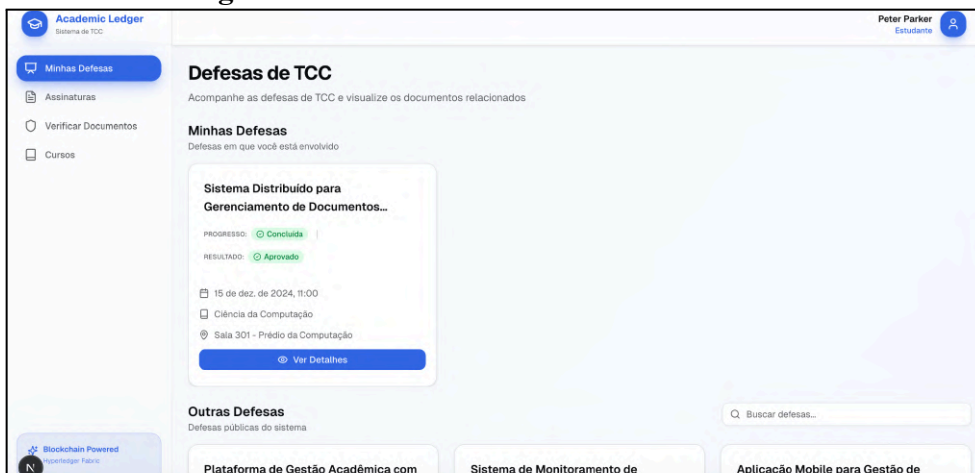 Academic Ledger
Sistema de TCC
Peter Parker
Estudante
Minhas Defesas
Assinaturas
Verificar Documentos
Cursos
Defesas de TCC
Acompanhe as defesas de TCC e visualize os documentos relacionados
Minhas Defesas
Defesas em que você está envolvido
Sistema Distribuído para
Gerenciamento de Documentos...
PROGRESSO: Concluída
RESULTADO: Aprovado
15 de dez. de 2024, 11:00
Ciência da Computação
Sala 301 - Prédio da Computação
Ver Detalhes
Outras Defesas
Defesas públicas do sistema
Buscar defesas...
Plataforma de Gestão Acadêmica com
Sistema de Monitoramento de
Aplicação Mobile para Gestão de
Blockchain Powered
Hyperledger Fabric
N